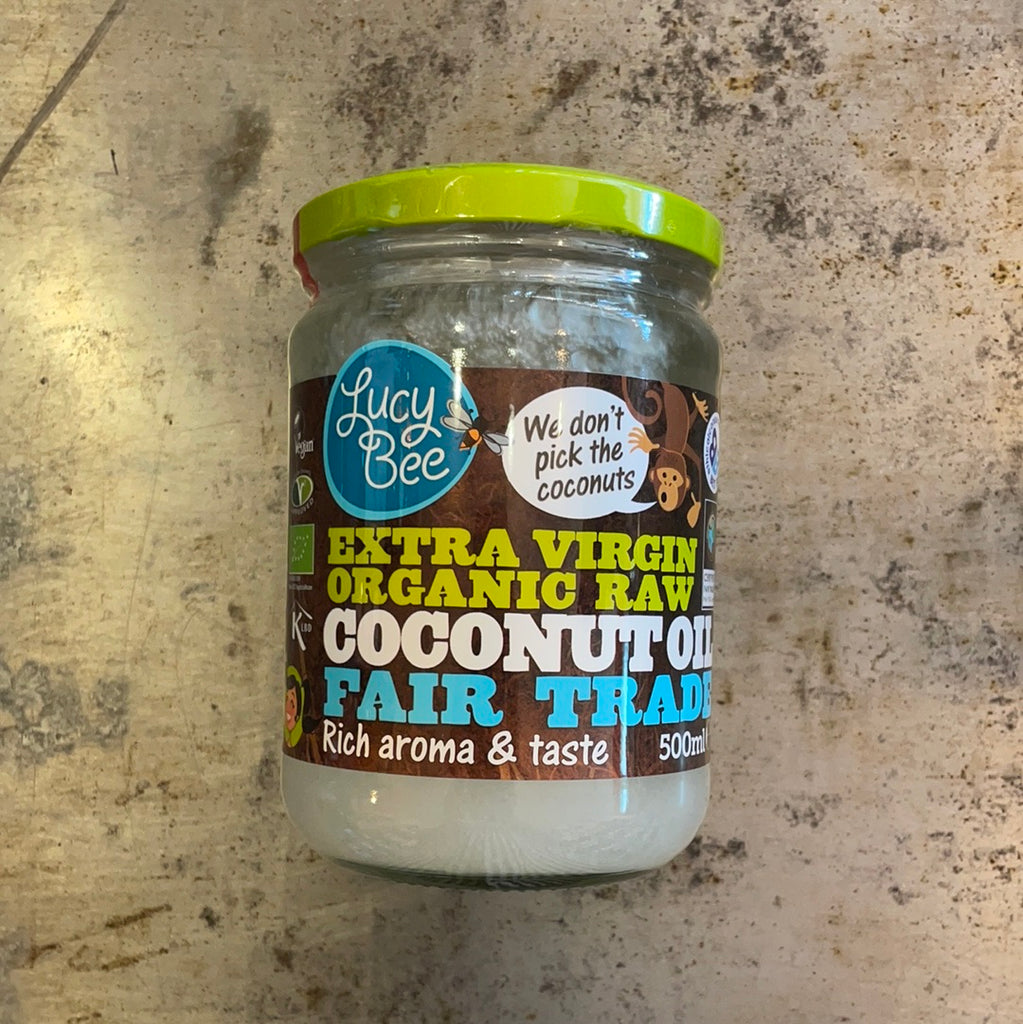 Lucy
Bee
We don't
pick the
coconuts
Vegan
EXTRA VIRGIN
ORGANIC RAW
COCONUT OIL
FAIR TRADE
Rich aroma & taste
500ml
K LBD